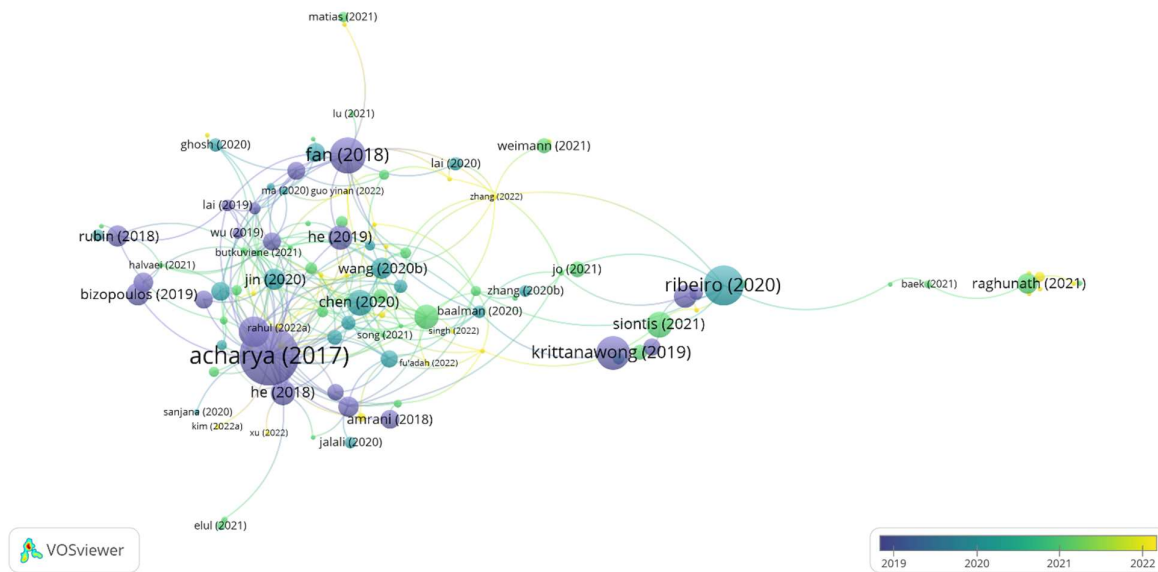 matias (2021)
lu (2021)
ghosh (2020)
fan (2018)
lai (2020)
weimann (2021)
ma (2020)
guo yinan (2022)
zhang (2022)
lai (2019)
rubin (2018)
wu (2019)
he (2019)
butkuviene (2021)
halvaei (2021)
jin (2020)
wang (2020b)
jo (2021)
bizopoulos (2019)
chen (2020)
zhang (2020b)
ribeiro (2020)
baek (2021)
raghunath (2021)
baalman (2020)
rahul (2022a)
song (2021)
singh (2022)
siontis (2021)
acharya (2017)
fu'adah (2022)
krittanawong (2019)
he (2018)
sanjana (2020)
kim (2022a)
xu (2022)
amrani (2018)
jalali (2020)
elul (2021)
VOSviewer
2019
2020
2021
2022